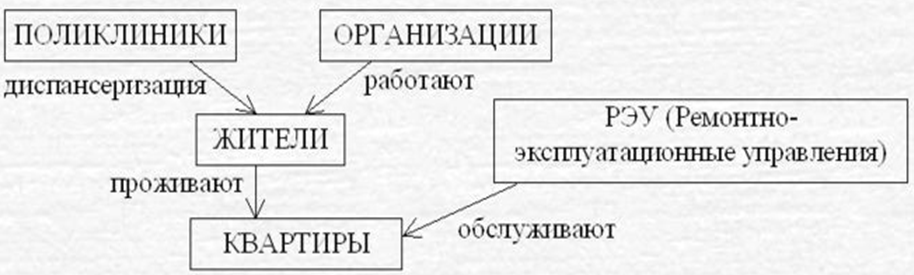 ПОЛИКЛИНИКИ
ОРГАНИЗАЦИИ
диспансеризация
работают
РЭУ (Ремонтно-
эксплуатационные управления)
ЖИТЕЛИ
проживают
обслуживают
КВАРТИРЫ